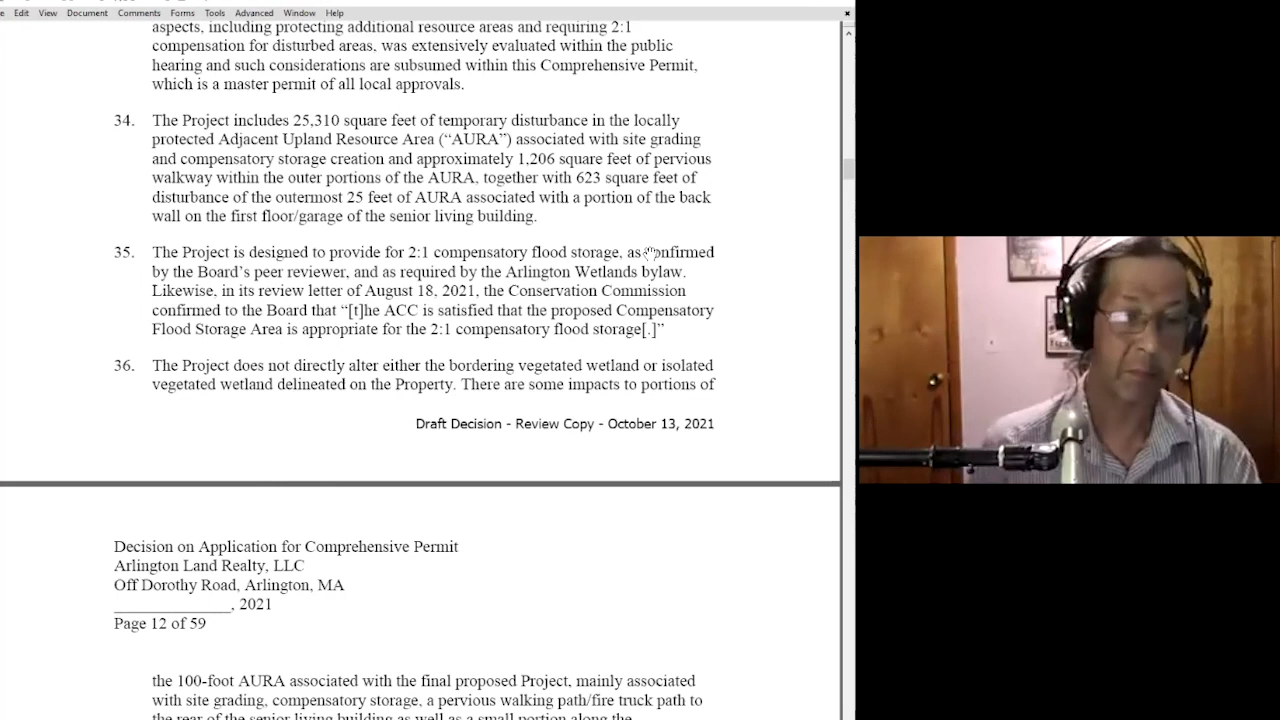 Edit View Document Comments Forms Tools Advanced Window Help
aspects, including protecting additional resource areas and requiring 2:1
compensation for disturbed areas, was extensively evaluated within the public
hearing and such considerations are subsumed within this Comprehensive Permit,
which is a master permit of all local approvals.
34. The Project includes 25,310 square feet of temporary disturbance in the locally
protected Adjacent Upland Resource Area (“AURA”) associated with site grading
and compensatory storage creation and approximately 1,206 square feet of pervious
walkway within the outer portions of the AURA, together with 623 square feet of
disturbance of the outermost 25 feet of AURA associated with a portion of the back
wall on the first floor/garage of the senior living building.
35. The Project is designed to provide for 2:1 compensatory flood storage, as confirmed
by the Board’s peer reviewer, and as required by the Arlington Wetlands bylaw.
Likewise, in its review letter of August 18, 2021, the Conservation Commission
confirmed to the Board that “[t]he ACC is satisfied that the proposed Compensatory
Flood Storage Area is appropriate for the 2:1 compensatory flood storage[.]”
36. The Project does not directly alter either the bordering vegetated wetland or isolated
vegetated wetland delineated on the Property. There are some impacts to portions of
Draft Decision - Review Copy - October 13, 2021
Decision on Application for Comprehensive Permit
Arlington Land Realty, LLC
Off Dorothy Road, Arlington, MA
_______________, 2021
Page 12 of 59
the 100-foot AURA associated with the final proposed Project, mainly associated
with site grading, compensatory storage, a pervious walking path/fire truck path to
the rear of the senior living building as well as a small portion along the